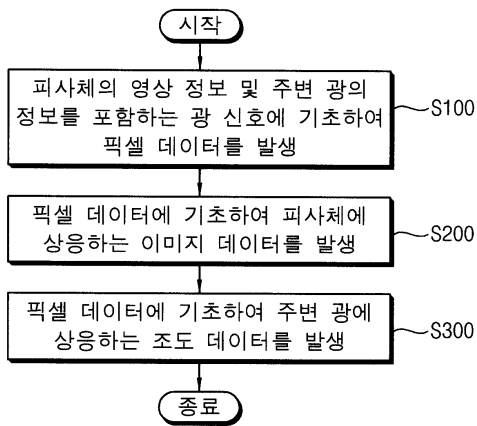 시작
피사체의 영상 정보 및 주변 광의
정보를 포함하는 광 신호에 기초하여
픽셀 데이터를 발생
S100
픽셀 데이터에 기초하여 피사체에
상응하는 이미지 데이터를 발생
S200
픽셀 데이터에 기초하여 주변 광에
상응하는 조도 데이터를 발생
S300
종료